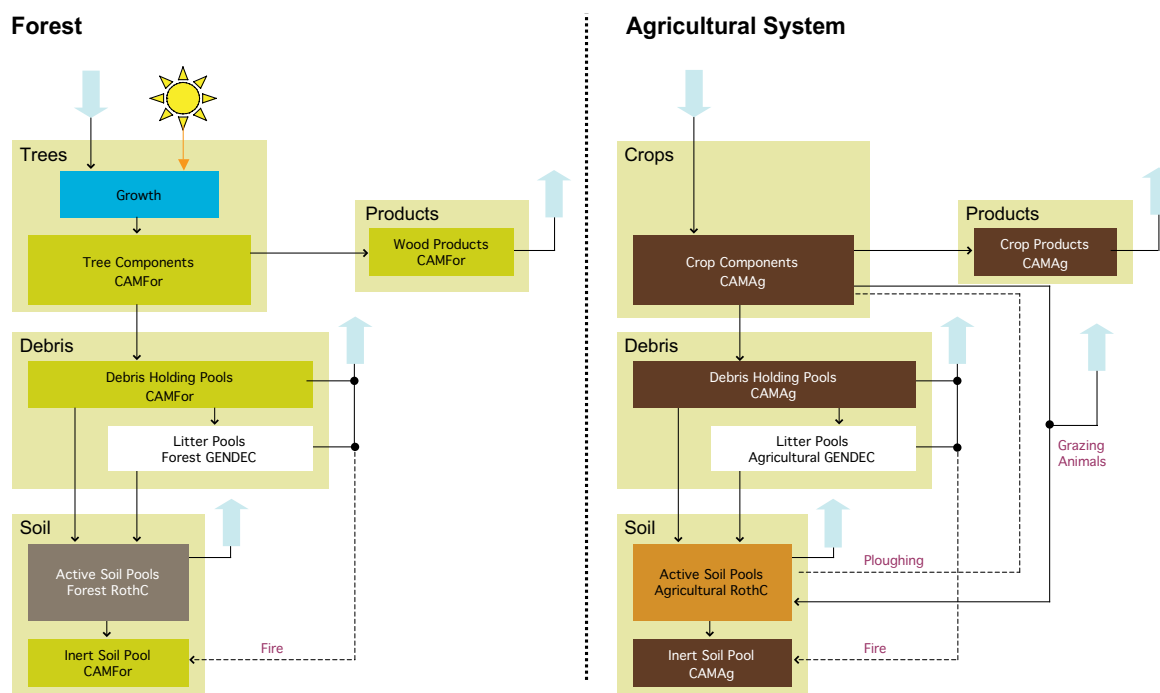 Forest
Trees
Growth
Tree Components
CAMFor
Products
Wood Products
CAMFor
Debris
Debris Holding Pools
CAMFor
Litter Pools
Forest GENDEC
Soil
Active Soil Pools
Forest RothC
Inert Soil Pool
CAMFor
Fire
Agricultural System
Crops
Crop Components
CAMAg
Products
Crop Products
CAMAg
Debris
Debris Holding Pools
CAMAg
Litter Pools
Agricultural GENDEC
Grazing
Animals
Soil
Active Soil Pools
Agricultural RothC
Ploughing
Inert Soil Pool
CAMAg
Fire